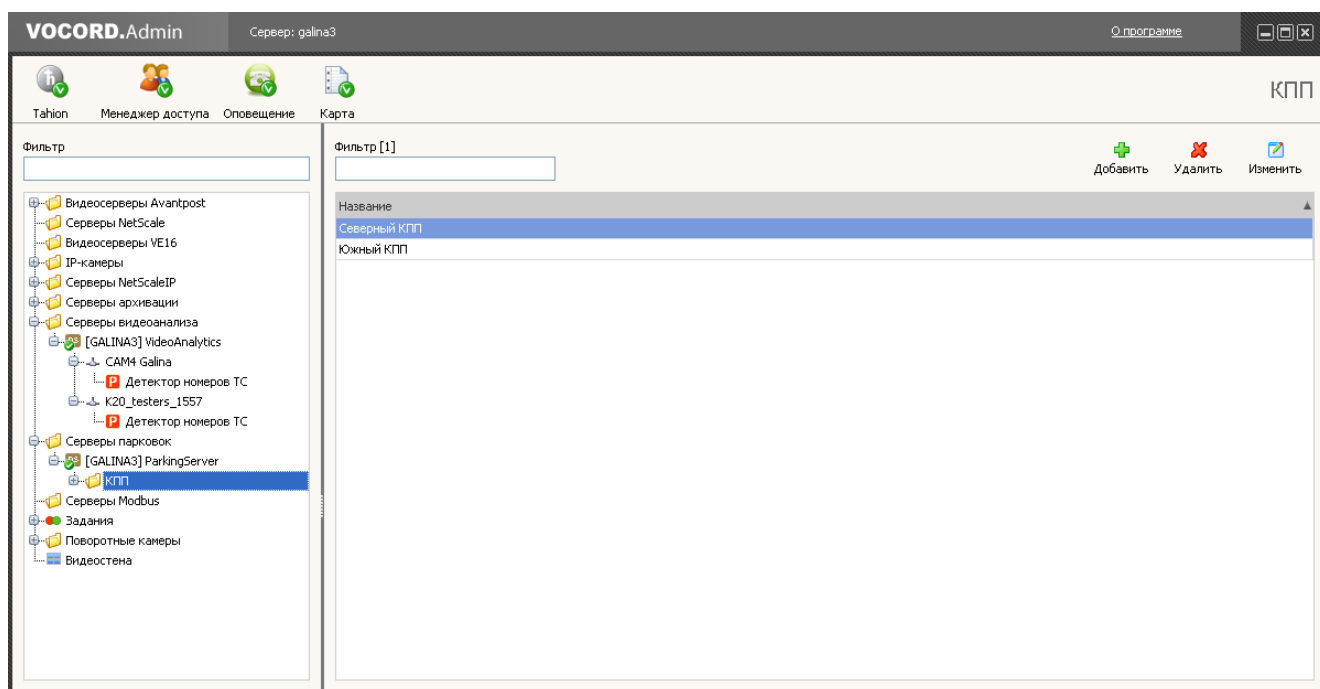 VOCORD.Admin Сервер: galina3 О программе
Tahion Менеджер доступа Оповещение Карта КПП
Фильтр
Видеосерверы Avantpost
Серверы NetScale
Видеосерверы VE16
IP-камеры
Серверы NetScaleIP
Серверы архивации
Серверы видеоанализа
[GALINA3] VideoAnalytics
CAM4 Galina
Детектор номеров ТС
K20_testers_1557
Детектор номеров ТС
Серверы парковок
[GALINA3] ParkingServer
КПП
Серверы Modbus
Задания
Поворотные камеры
Видеостена
Фильтр [1]
Добавить Удалить Изменить
Название
Северный КПП
Южный КПП